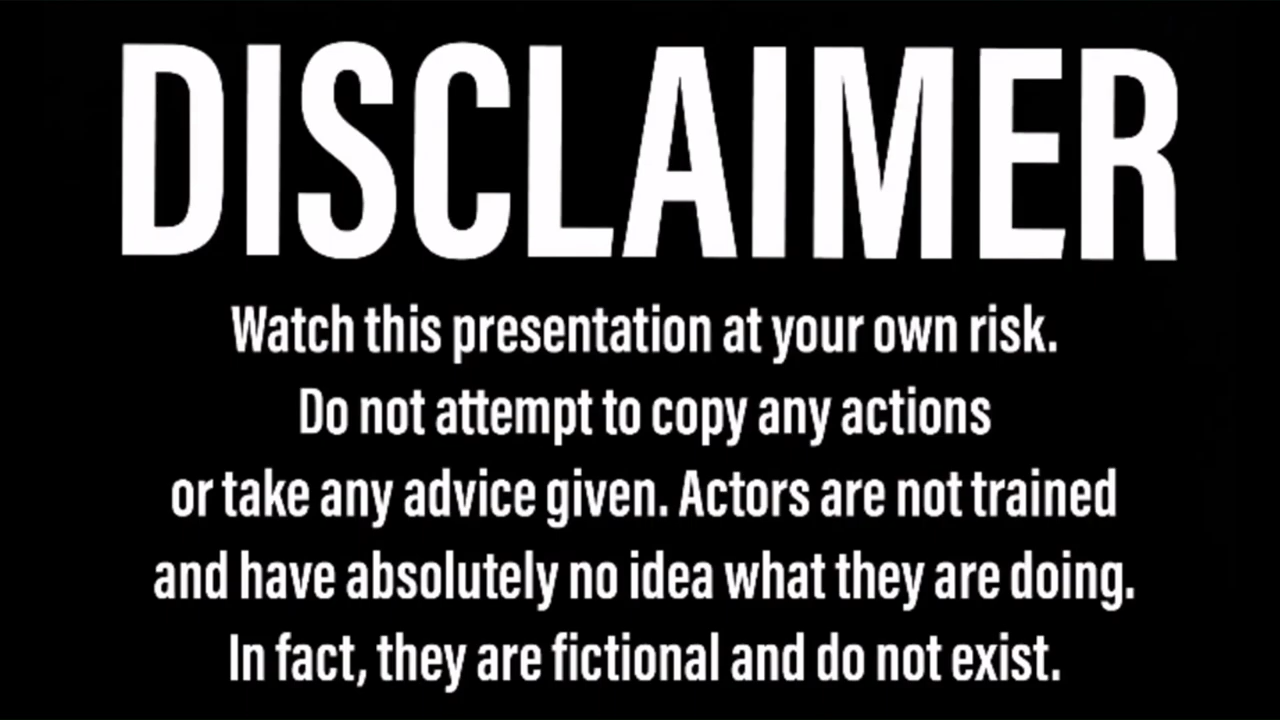 DISCLAIMER
Watch this presentation at your own risk.
Do not attempt to copy any actions
or take any advice given. Actors are not trained
and have absolutely no idea what they are doing.
In fact, they are fictional and do not exist.